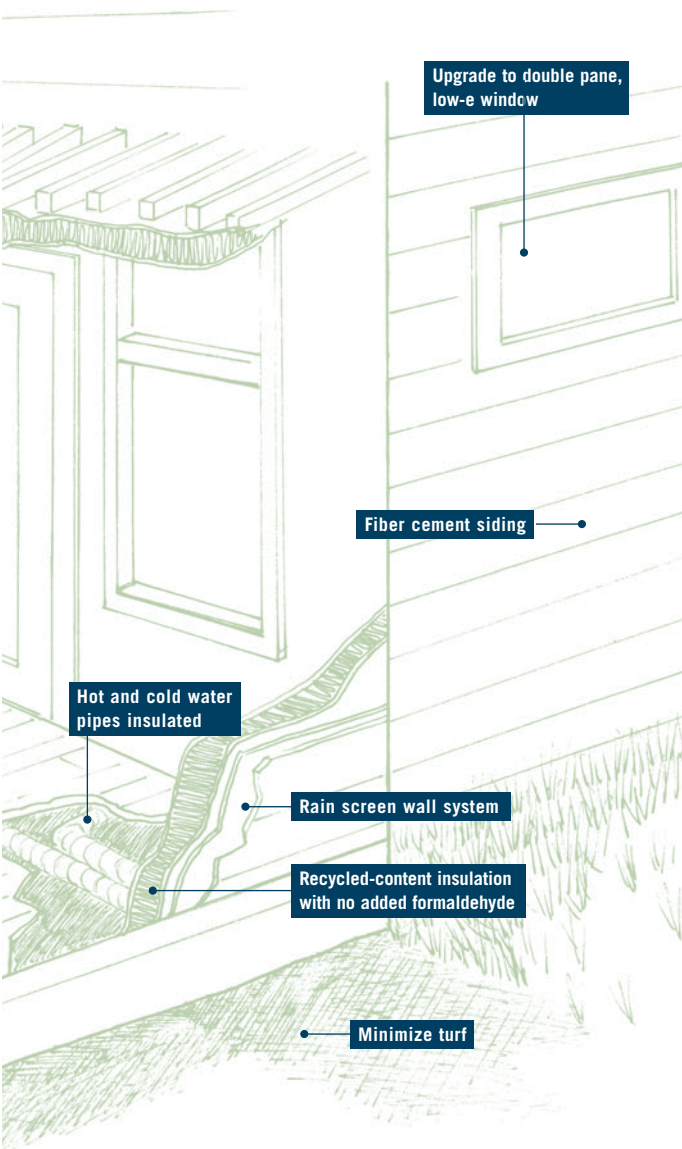 Upgrade to double pane,
low-e window
Fiber cement siding
Hot and cold water
pipes insulated
Rain screen wall system
Recycled-content insulation
with no added formaldehyde
Minimize turf